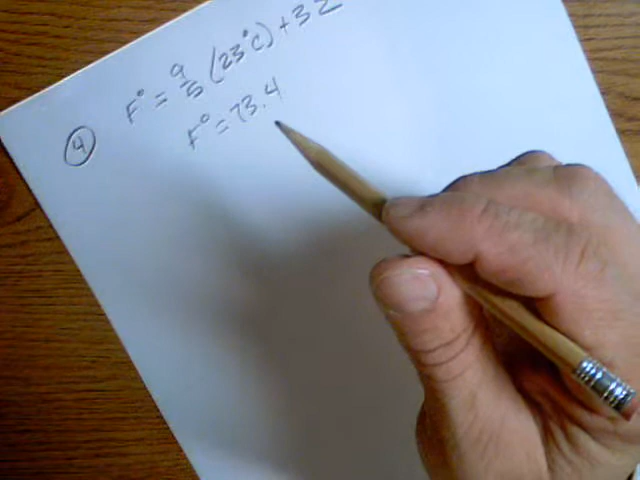 F° = 9/5 (23°C) + 32
④ F° = 73.4